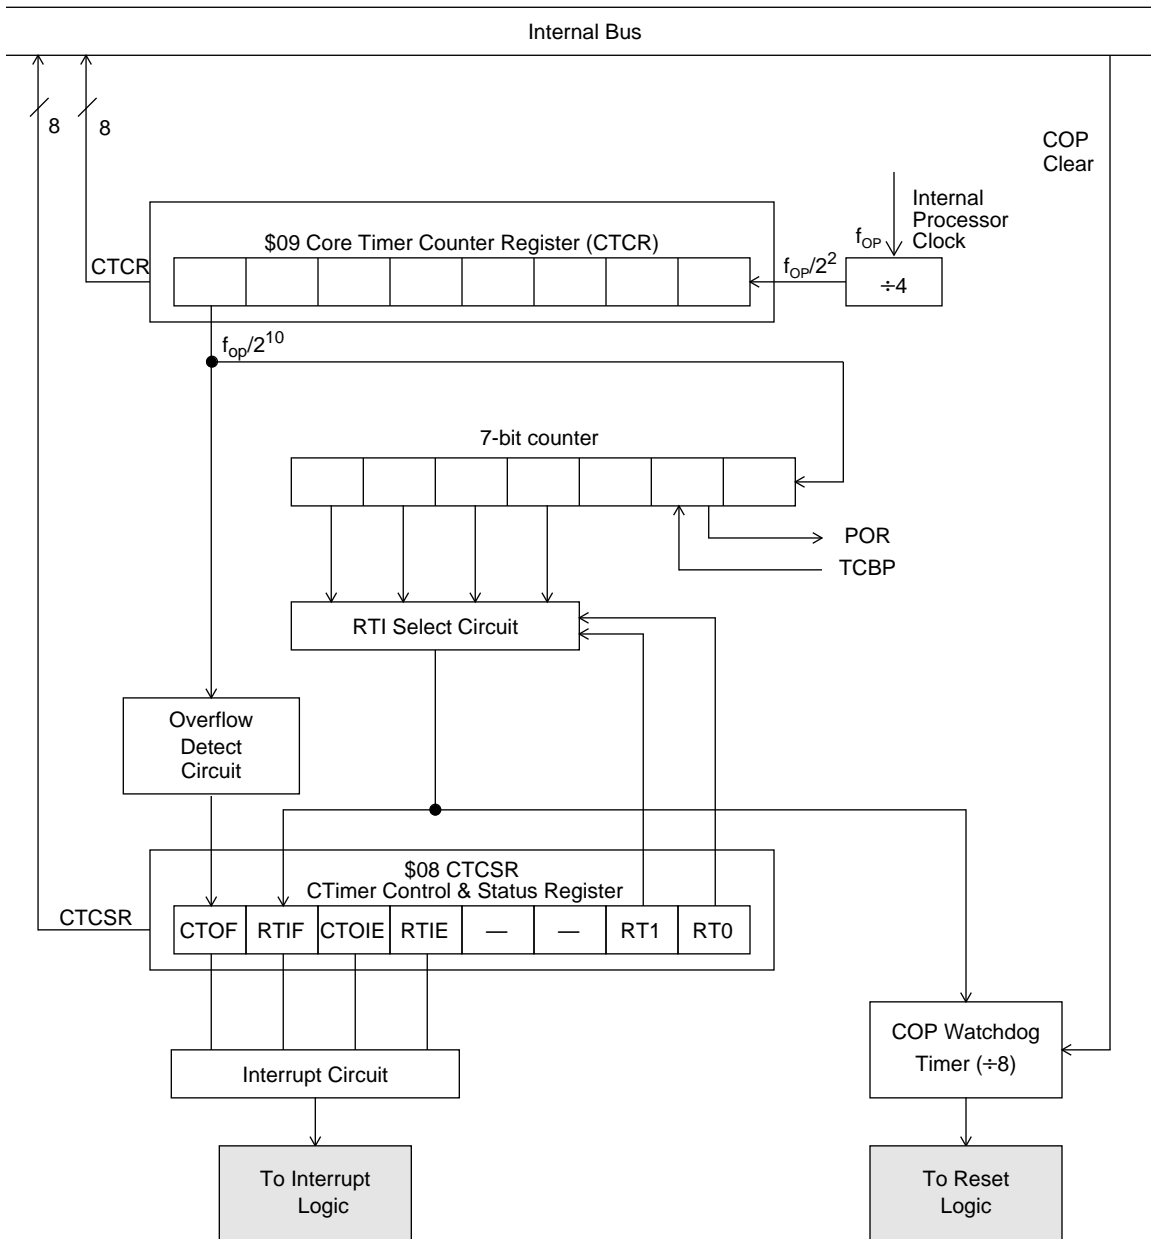 Internal Bus
8
8
COP
Clear
Internal
Processor
Clock
fOP
$09 Core Timer Counter Register (CTCR)
CTCR
fOP/2^2
÷4
fop/2^10
7-bit counter
POR
TCBP
RTI Select Circuit
Overflow
Detect
Circuit
$08 CTCSR
CTimer Control & Status Register
CTCSR
CTOF RTIF CTOIE RTIE — — RT1 RT0
COP Watchdog
Timer (÷8)
Interrupt Circuit
To Interrupt
Logic
To Reset
Logic